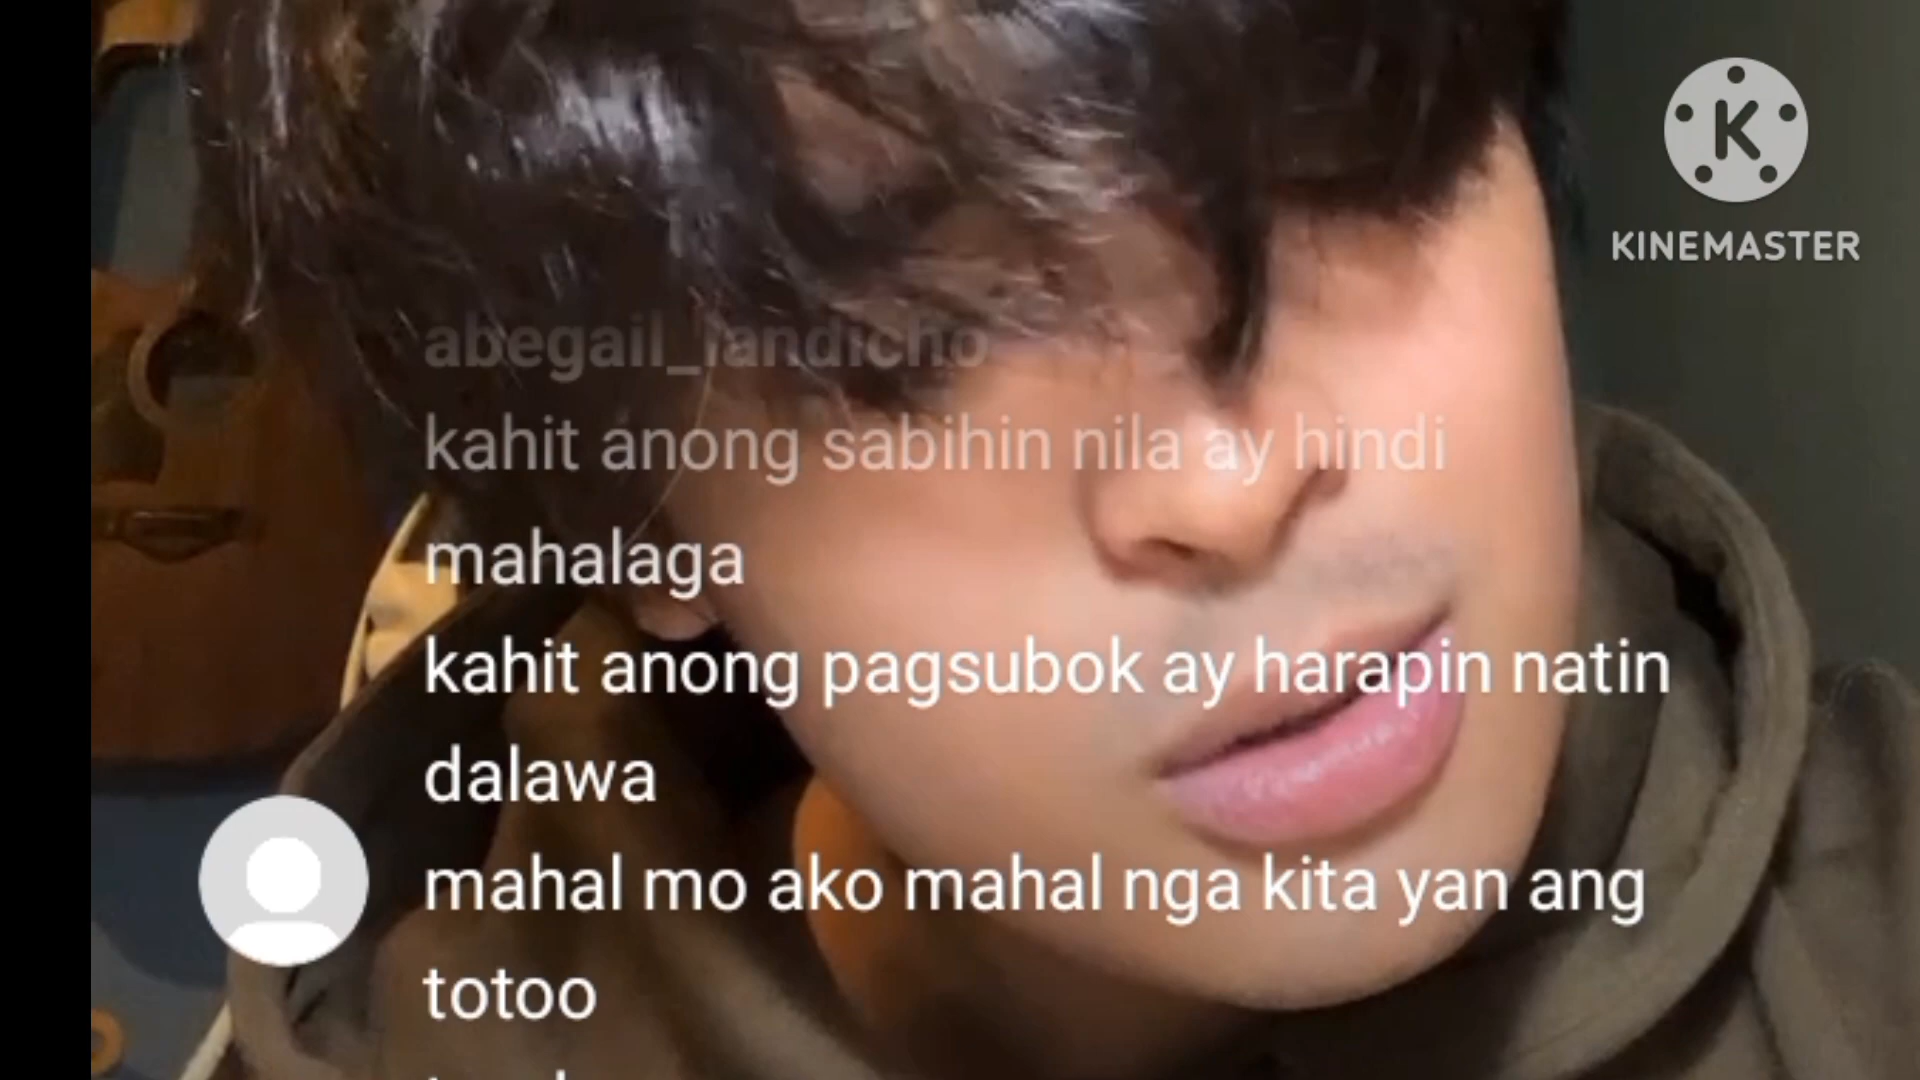 K
KINEMASTER
abegail_landicho
kahit anong sabihin nila ay hindi
mahalaga
kahit anong pagsubok ay harapin natin
dalawa
mahal mo ako mahal nga kita yan ang
totoo